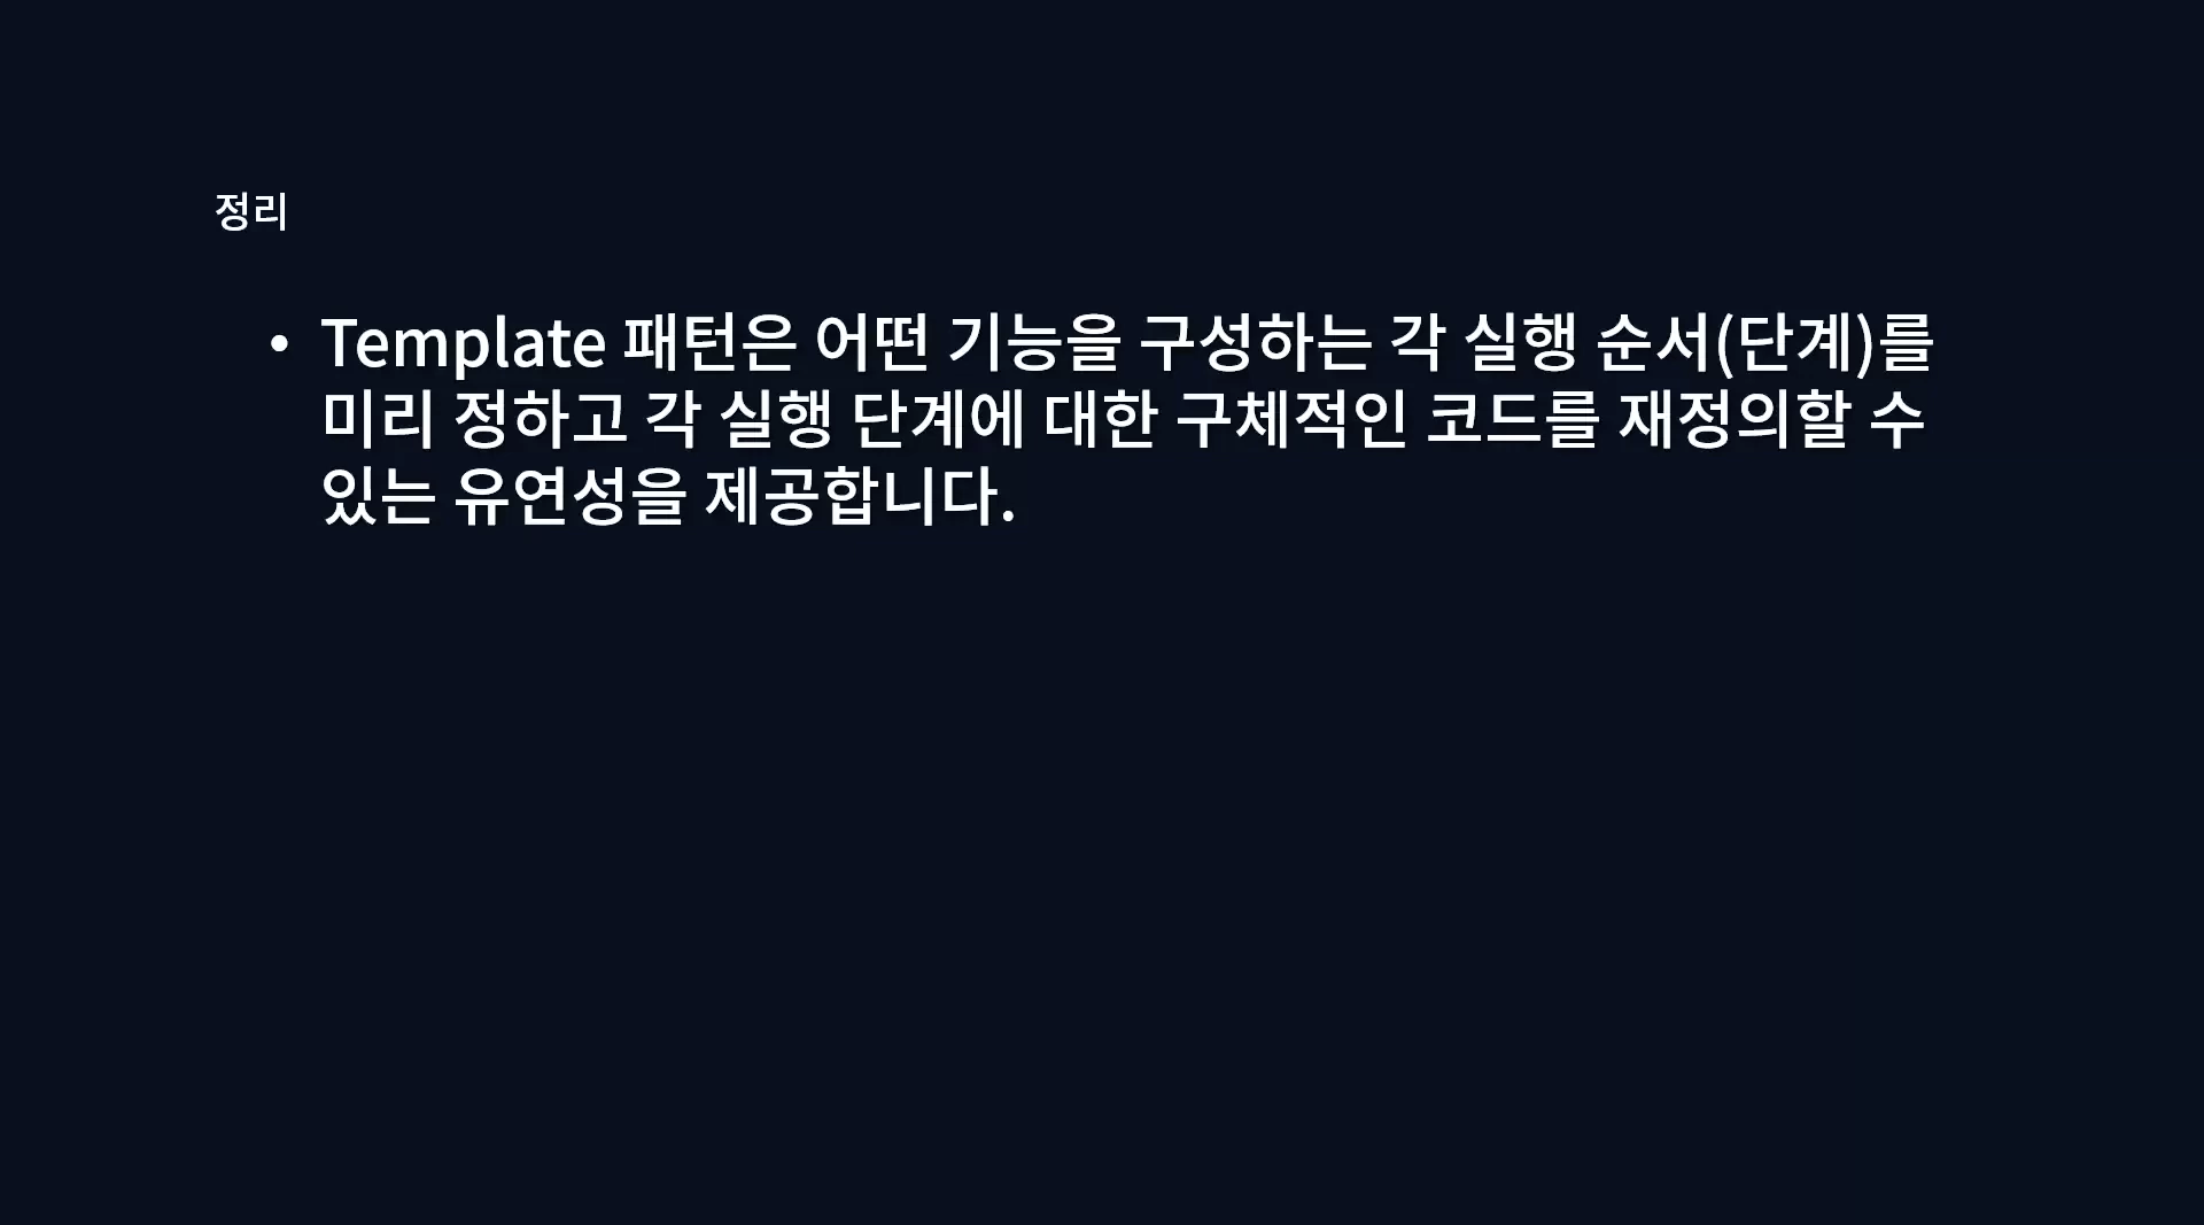 정리
• Template 패턴은 어떤 기능을 구성하는 각 실행 순서(단계)를
미리 정하고 각 실행 단계에 대한 구체적인 코드를 재정의할 수
있는 유연성을 제공합니다.